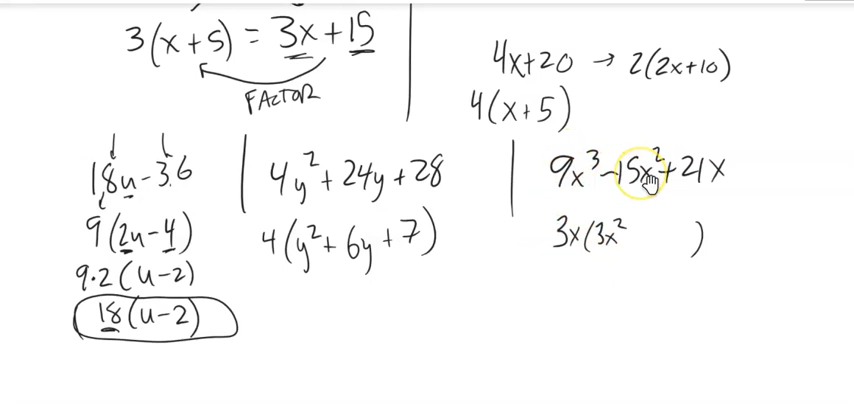 3(x+5) = 3x+15
FACTOR
4x+20 → 2(2x+10)
4(x+5)
18u-36
9(2u-4)
9·2(u-2)
18(u-2)
4y²+24y+28
4(y²+6y+7)
9x³-15x²+21x
3x(3x² )